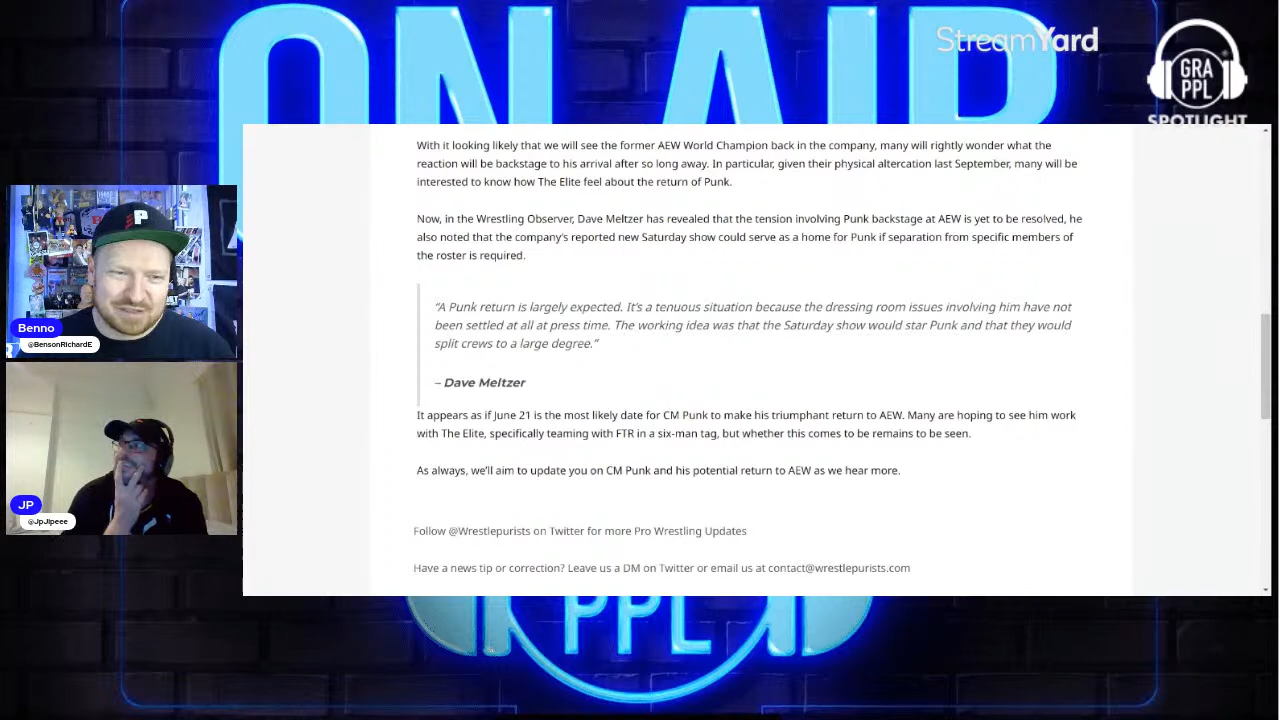 ON AIR
StreamYard
GRA
PPL
SPOTLIGHT
With it looking likely that we will see the former AEW World Champion back in the company, many will rightly wonder what the
reaction will be backstage to his arrival after so long away. In particular, given their physical altercation last September, many will be
interested to know how The Elite feel about the return of Punk.
Now, in the Wrestling Observer, Dave Meltzer has revealed that the tension involving Punk backstage at AEW is yet to be resolved, he
also noted that the company's reported new Saturday show could serve as a home for Punk if separation from specific members of
the roster is required.
“A Punk return is largely expected. It’s a tenuous situation because the dressing room issues involving him have not
been settled at all at press time. The working idea was that the Saturday show would star Punk and that they would
split crews to a large degree.”
– Dave Meltzer
It appears as if June 21 is the most likely date for CM Punk to make his triumphant return to AEW. Many are hoping to see him work
with The Elite, specifically teaming with FTR in a six-man tag, but whether this comes to be remains to be seen.
As always, we’ll aim to update you on CM Punk and his potential return to AEW as we hear more.
Follow @Wrestlepurists on Twitter for more Pro Wrestling Updates
Have a news tip or correction? Leave us a DM on Twitter or email us at contact@wrestlepurists.com
P
Benno
@BensonRichardE
JP
@JpJipeee
PPL